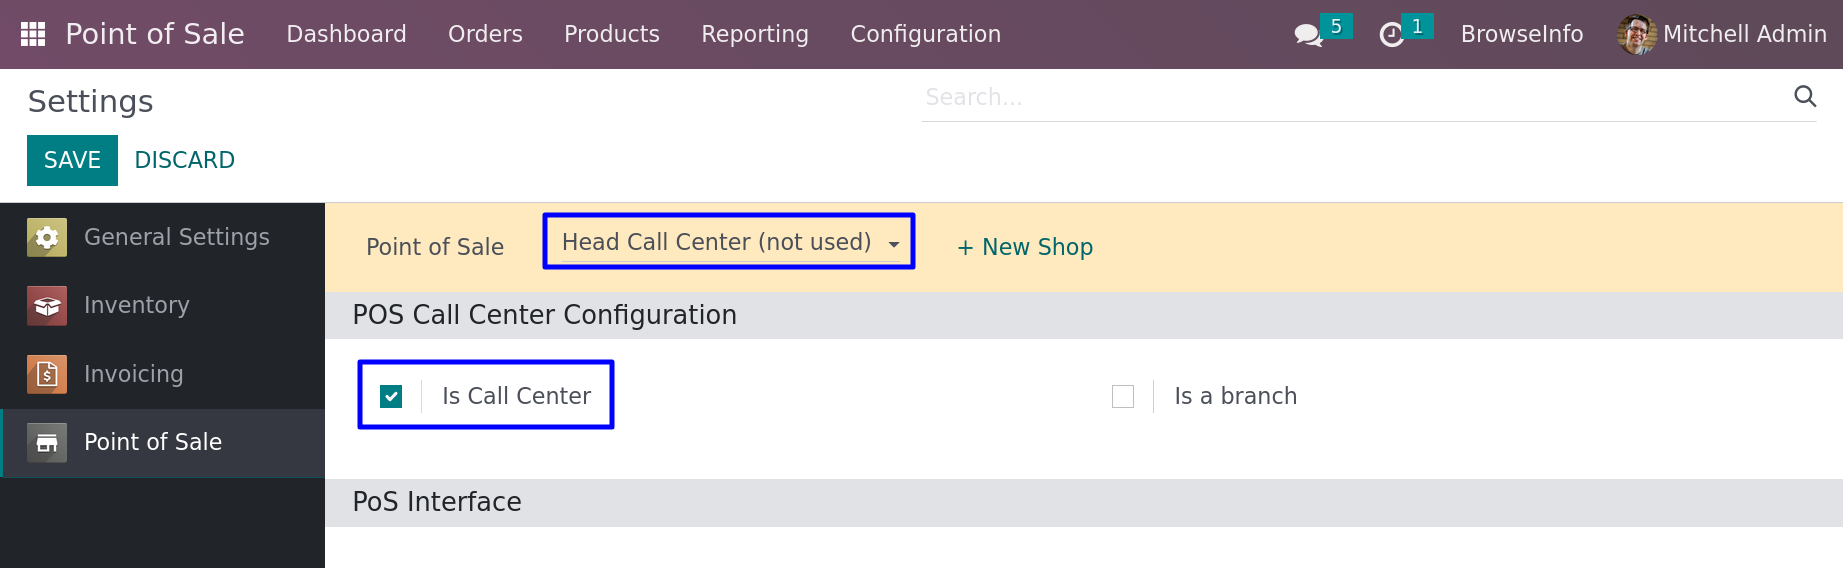 Point of Sale Dashboard Orders Products Reporting Configuration 5 1 BrowseInfo Mitchell Admin
Settings
Search...
SAVE DISCARD
General Settings
Inventory
Invoicing
Point of Sale
Point of Sale Head Call Center (not used) + New Shop
POS Call Center Configuration
Is Call Center Is a branch
PoS Interface